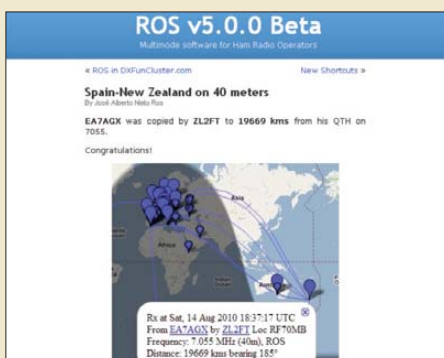 ROS v5.0.0 Beta
Multimode software for Ham Radio Operators
« ROS in DXFunCluster.com
New Shortcuts »
Spain-New Zealand on 40 meters
By José Alberto Nieto Ros
EA7AGX was copied by ZL2FT to 19669 kms from his QTH on
7055.
Congratulations!
Asia
Africa
Indian
Ocean
Rx at Sat, 14 Aug 2010 18:37:17 UTC
From EA7AGX by ZL2FT Loc RF70MB
Frequency: 7.055 MHz (40m), ROS
Distance: 19669 kms bearing 185°